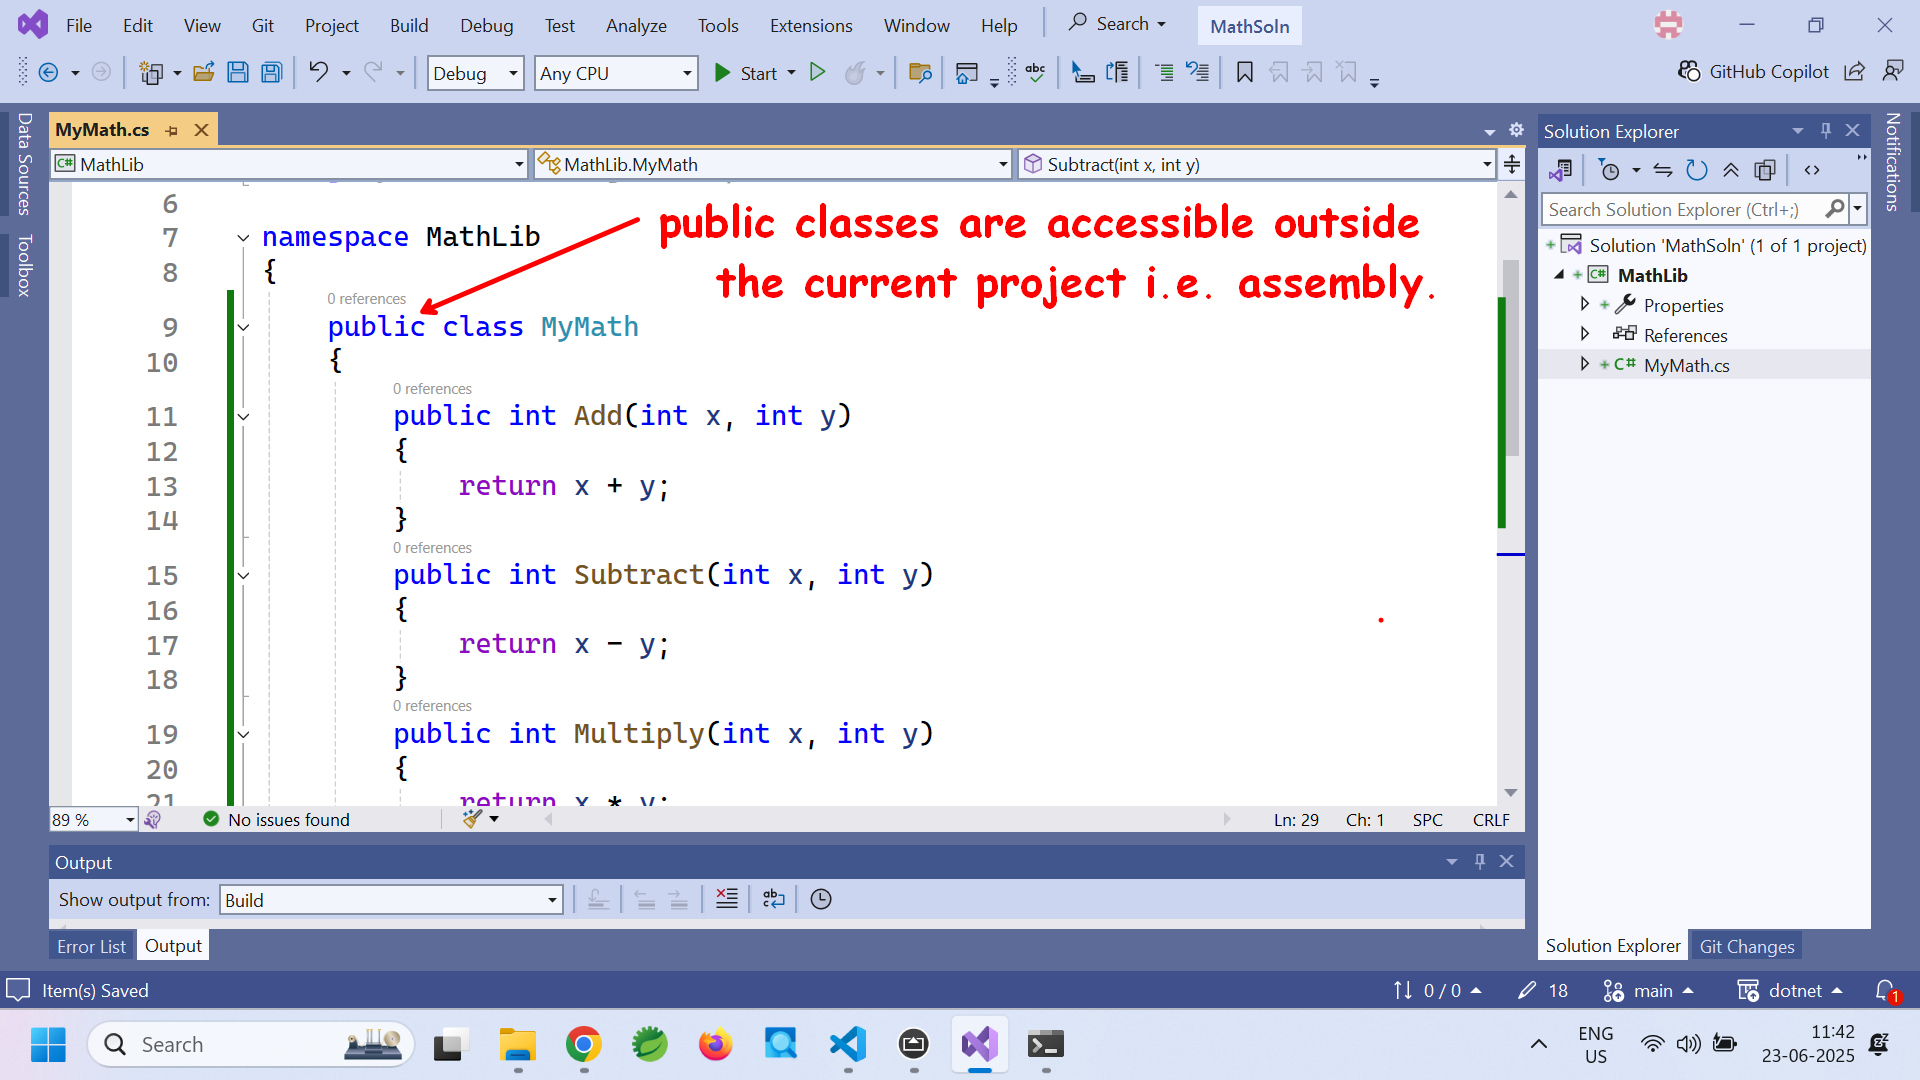 File Edit View Git Project Build Debug Test Analyze Tools Extensions Window Help Search MathSoln
Debug Any CPU Start GitHub Copilot
Data Sources
Toolbox
MyMath.cs
MathLib MathLib.MyMath Subtract(int x, int y)
6
7 namespace MathLib
8 {
public classes are accessible outside
the current project i.e. assembly.
0 references
9 public class MyMath
10 {
0 references
11 public int Add(int x, int y)
12 {
13 return x + y;
14 }
0 references
15 public int Subtract(int x, int y)
16 {
17 return x - y;
18 }
0 references
19 public int Multiply(int x, int y)
20 {
21 return x * y;
89 % No issues found Ln: 29 Ch: 1 SPC CRLF
Output
Show output from: Build
Error List Output
Solution Explorer
Search Solution Explorer (Ctrl+;)
Solution 'MathSoln' (1 of 1 project)
MathLib
Properties
References
C# MyMath.cs
Solution Explorer Git Changes
Notifications
Item(s) Saved 0 / 0 18 main dotnet 1
Search ENG
US
11:42
23-06-2025